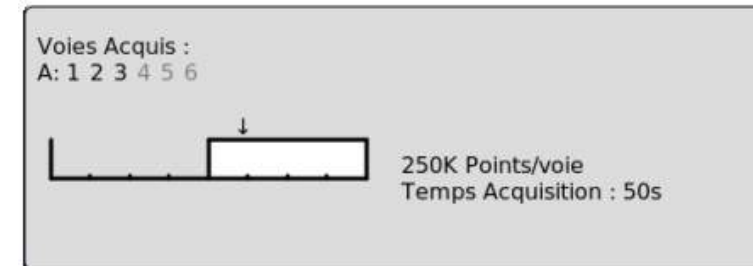 Voies Acquis :
A: 1 2 3 4 5 6
↓
250K Points/voie
Temps Acquisition : 50s